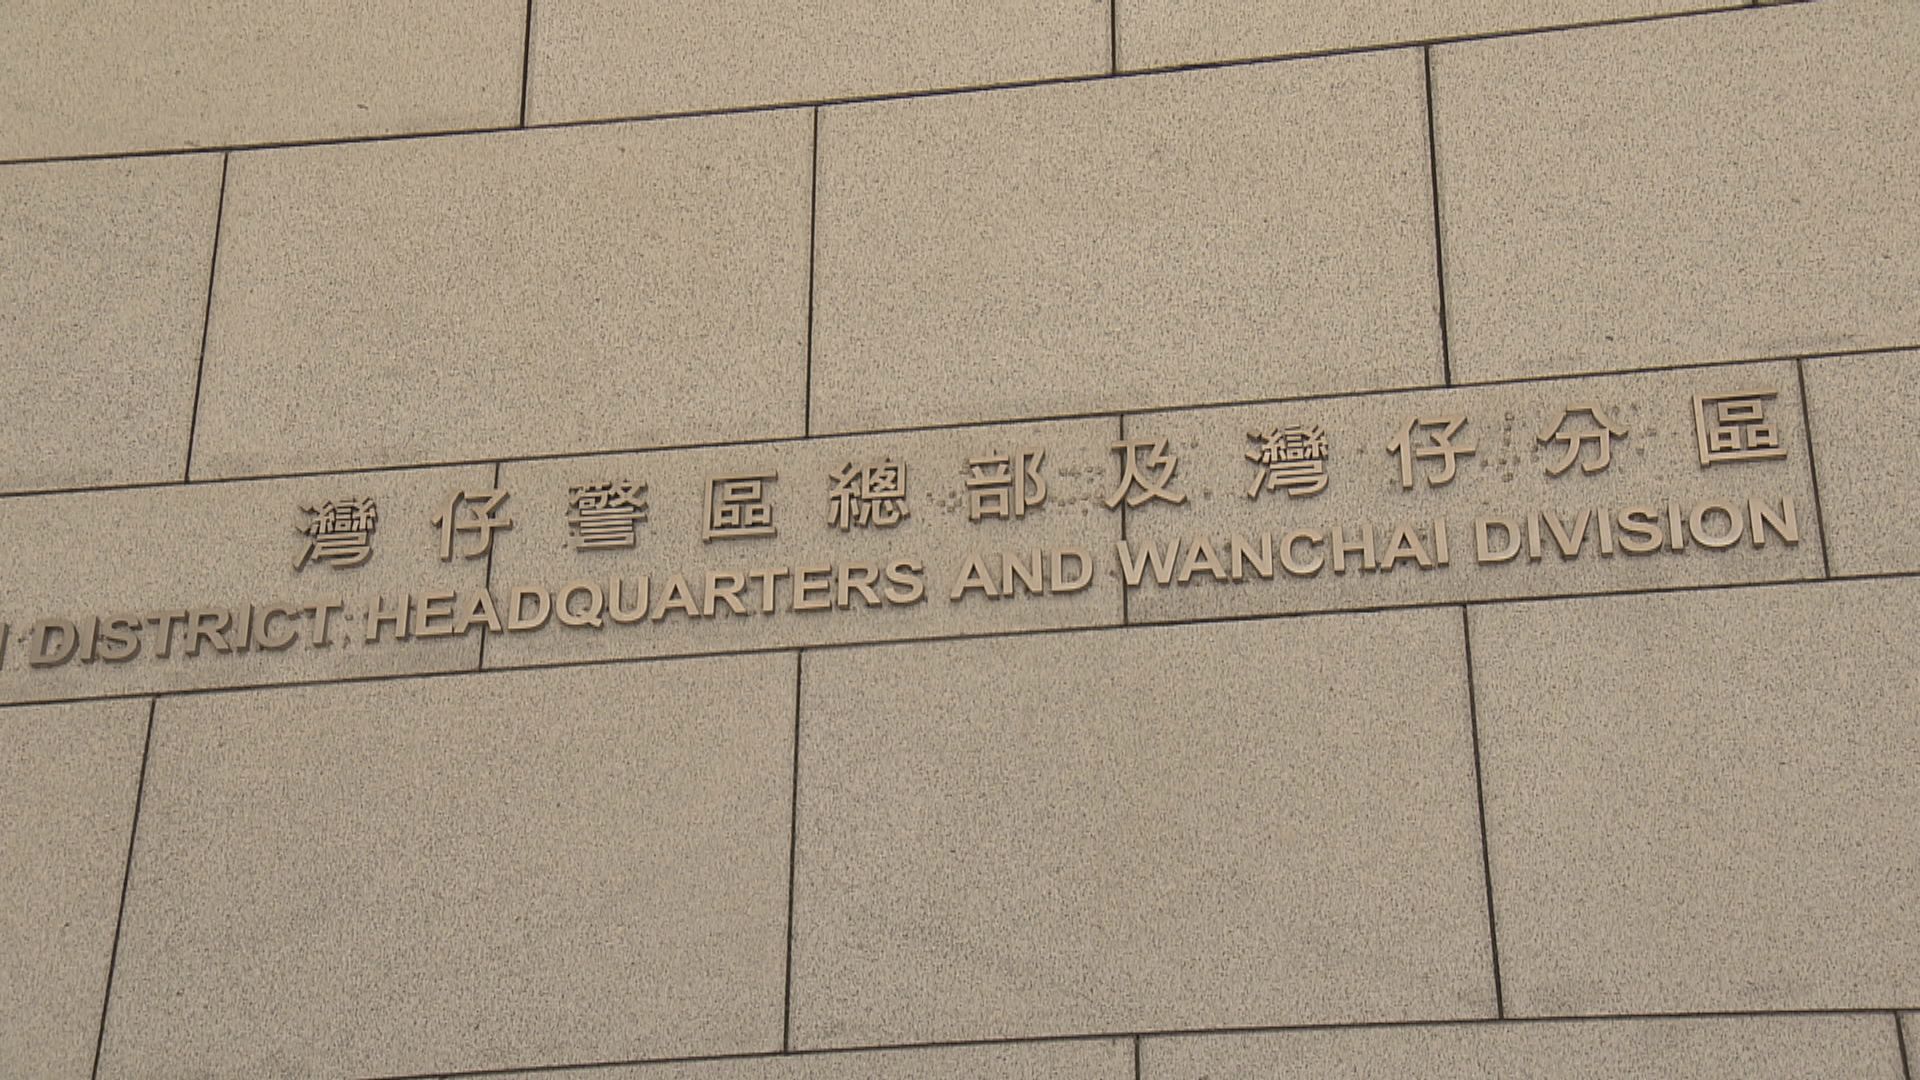 灣仔警區總部及灣仔分區
DISTRICT HEADQUARTERS AND WANCHAI DIVISION